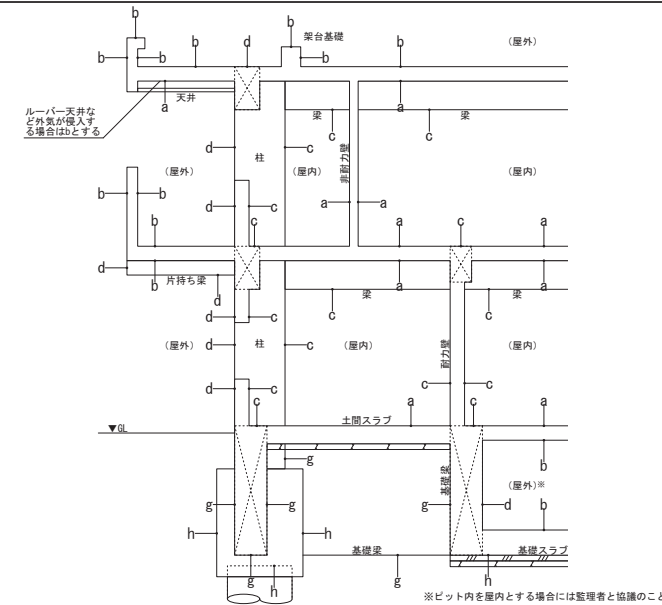 b
架台基礎
b
b
d
b
(屋外)
b
b
b
天井
a
ルーバー天井な
ど外気が侵入す
る場合はbとする
梁
a
梁
c
c
d
柱
c
非耐力壁
(屋外)
(屋内)
(屋内)
b
b
d
c
a
a
b
c
a
c
a
d
b
片持ち梁
d
梁
a
梁
a
c
c
d
c
(屋外)
d
柱
c
(屋内)
耐力壁
(屋内)
d
c
c
c
c
a
c
a
土間スラブ
▼GL
g
b
基礎梁
(屋外)※
g
g
g
d
b
h
h
基礎梁
基礎スラブ
g
h
g
h
※ピット内を屋内とする場合には監理者と協議のこと